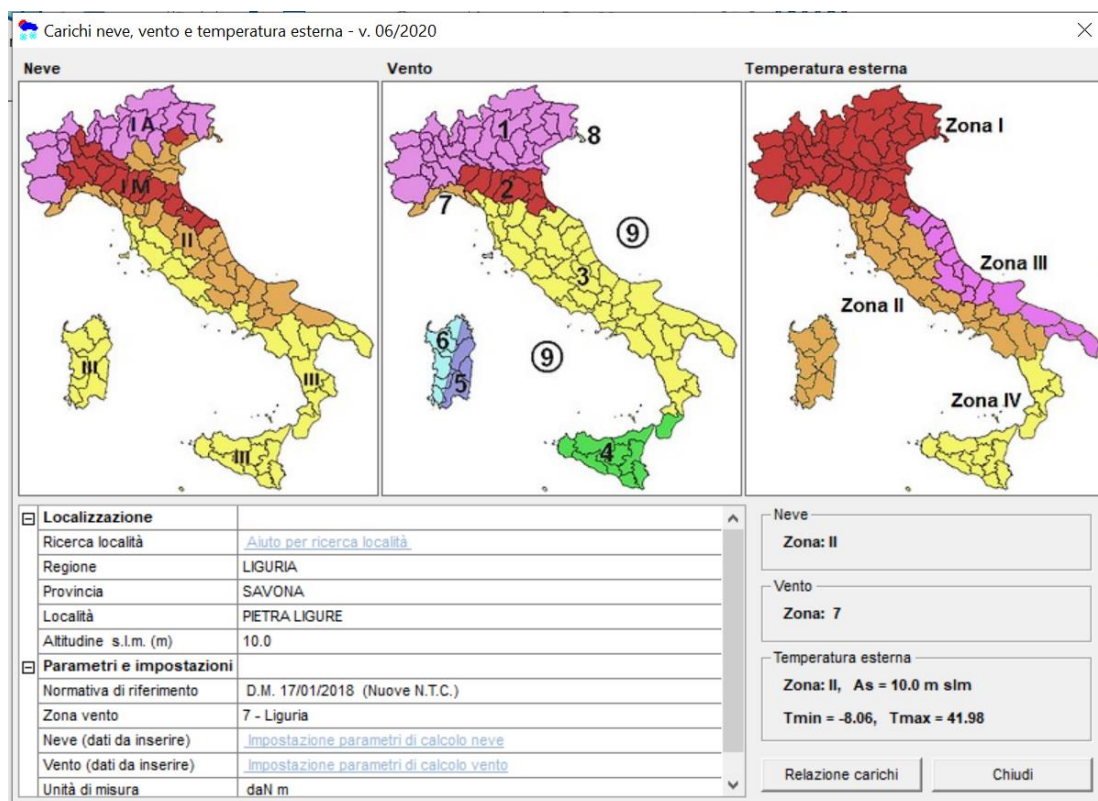 Carichi neve, vento e temperatura esterna - v. 06/2020
Neve
Vento
Temperatura esterna
I A
I M
II
III
III
III
1
8
2
7
9
3
6
5
9
4
Zona I
Zona III
Zona II
Zona IV
Localizzazione
Ricerca località Aiuto per ricerca località
Regione LIGURIA
Provincia SAVONA
Località PIETRA LIGURE
Altitudine s.l.m. (m) 10.0
Parametri e impostazioni
Normativa di riferimento D.M. 17/01/2018 (Nuove N.T.C.)
Zona vento 7 - Liguria
Neve (dati da inserire) Impostazione parametri di calcolo neve
Vento (dati da inserire) Impostazione parametri di calcolo vento
Unità di misura daN m
Neve
Zona: II
Vento
Zona: 7
Temperatura esterna
Zona: II, As = 10.0 m slm
Tmin = -8.06, Tmax = 41.98
Relazione carichi
Chiudi